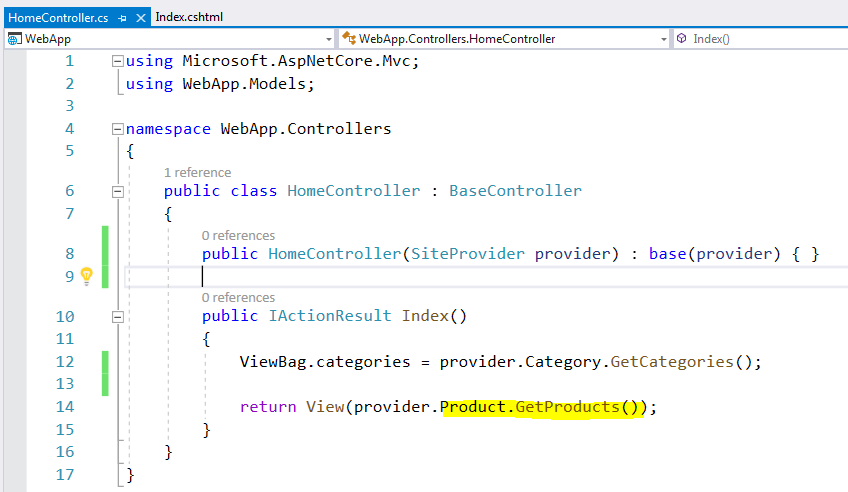 HomeController.cs Index.cshtml
WebApp WebApp.Controllers.HomeController Index()
1 using Microsoft.AspNetCore.Mvc;
2 using WebApp.Models;
3
4 namespace WebApp.Controllers
5 {
1 reference
6 public class HomeController : BaseController
7 {
0 references
8 public HomeController(SiteProvider provider) : base(provider) { }
9
0 references
10 public IActionResult Index()
11 {
12 ViewBag.categories = provider.Category.GetCategories();
13
14 return View(provider.Product.GetProducts());
15 }
16 }
17 }